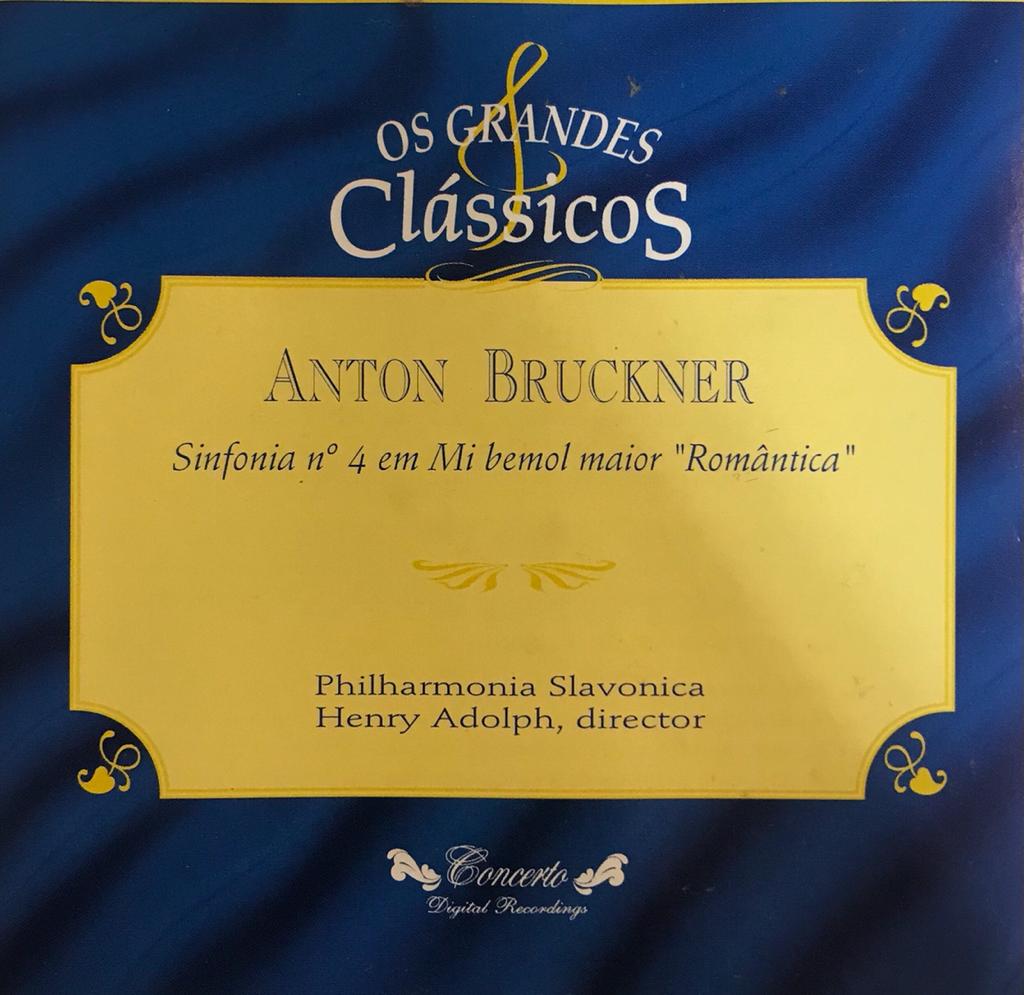 OS GRANDES
ClássicoS
ANTON BRUCKNER
Sinfonia nº 4 em Mi bemol maior "Romântica"
Philharmonia Slavonica
Henry Adolph, director
Concerto
Digital Recordings